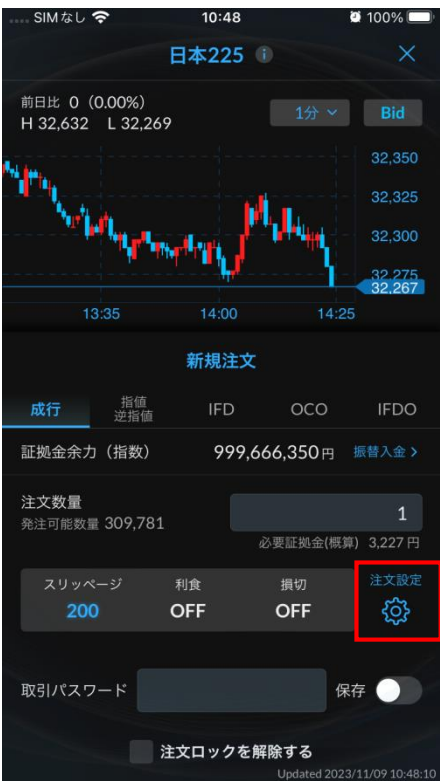 SIMなし 10:48 100%
日本225 i
前日比 0 (0.00%)
H 32,632 L 32,269
1分 Bid
32,350
32,325
32,300
32,275
32,267
13:35 14:00 14:25
新規注文
成行 指値 逆指値 IFD OCO IFDO
証拠金余力（指数） 999,666,350 円 振替入金
注文数量 1
発注可能数量 309,781
必要証拠金(概算) 3,227 円
スリッページ 利食 損切 注文設定
200 OFF OFF
取引パスワード 保存
注文ロックを解除する
Updated 2023/11/09 10:48:10